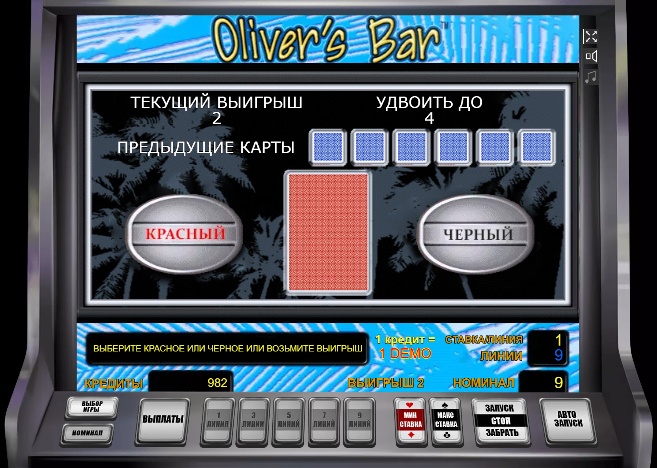 Oliver's Bar™
ТЕКУЩИЙ ВЫИГРЫШ
2
УДВОИТЬ ДО
4
ПРЕДЫДУЩИЕ КАРТЫ
КРАСНЫЙ
ЧЕРНЫЙ
ВЫБЕРИТЕ КРАСНОЕ ИЛИ ЧЕРНОЕ ИЛИ ВОЗЬМИТЕ ВЫИГРЫШ
1 кредит =
1 DEMO
СТАВКА/ЛИНИЯ 1
ЛИНИИ 9
КРЕДИТЫ 982
ВЫИГРЫШ 2
НОМИНАЛ 9
ВЫБОР
ИГРЫ
НОМИНАЛ
ВЫПЛАТЫ
1
ЛИНИЯ
3
ЛИНИИ
5
ЛИНИЙ
7
ЛИНИЙ
9
ЛИНИЙ
МИН
СТАВКА
МАКС
СТАВКА
ЗАПУСК
СТОП
ЗАБРАТЬ
АВТО
ЗАПУСК